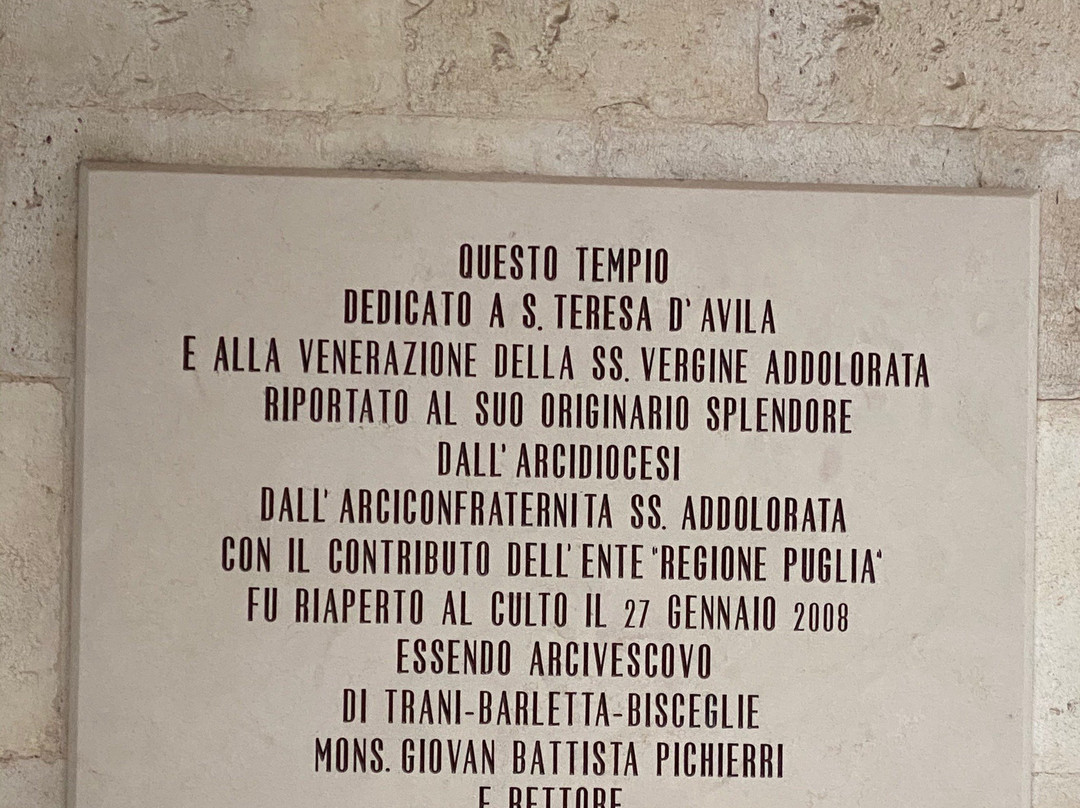 QUESTO TEMPIO
DEDICATO A S. TERESA D'AVILA
E ALLA VENERAZIONE DELLA SS. VERGINE ADDOLORATA
RIPORTATO AL SUO ORIGINARIO SPLENDORE
DALL'ARCIDIOCESI
DALL'ARCICONFRATERNITA SS. ADDOLORATA
CON IL CONTRIBUTO DELL'ENTE "REGIONE PUGLIA"
FU RIAPERTO AL CULTO IL 27 GENNAIO 2008
ESSENDO ARCIVESCOVO
DI TRANI-BARLETTA-BISCEGLIE
MONS. GIOVAN BATTISTA PICHIERRI
E RETTORE